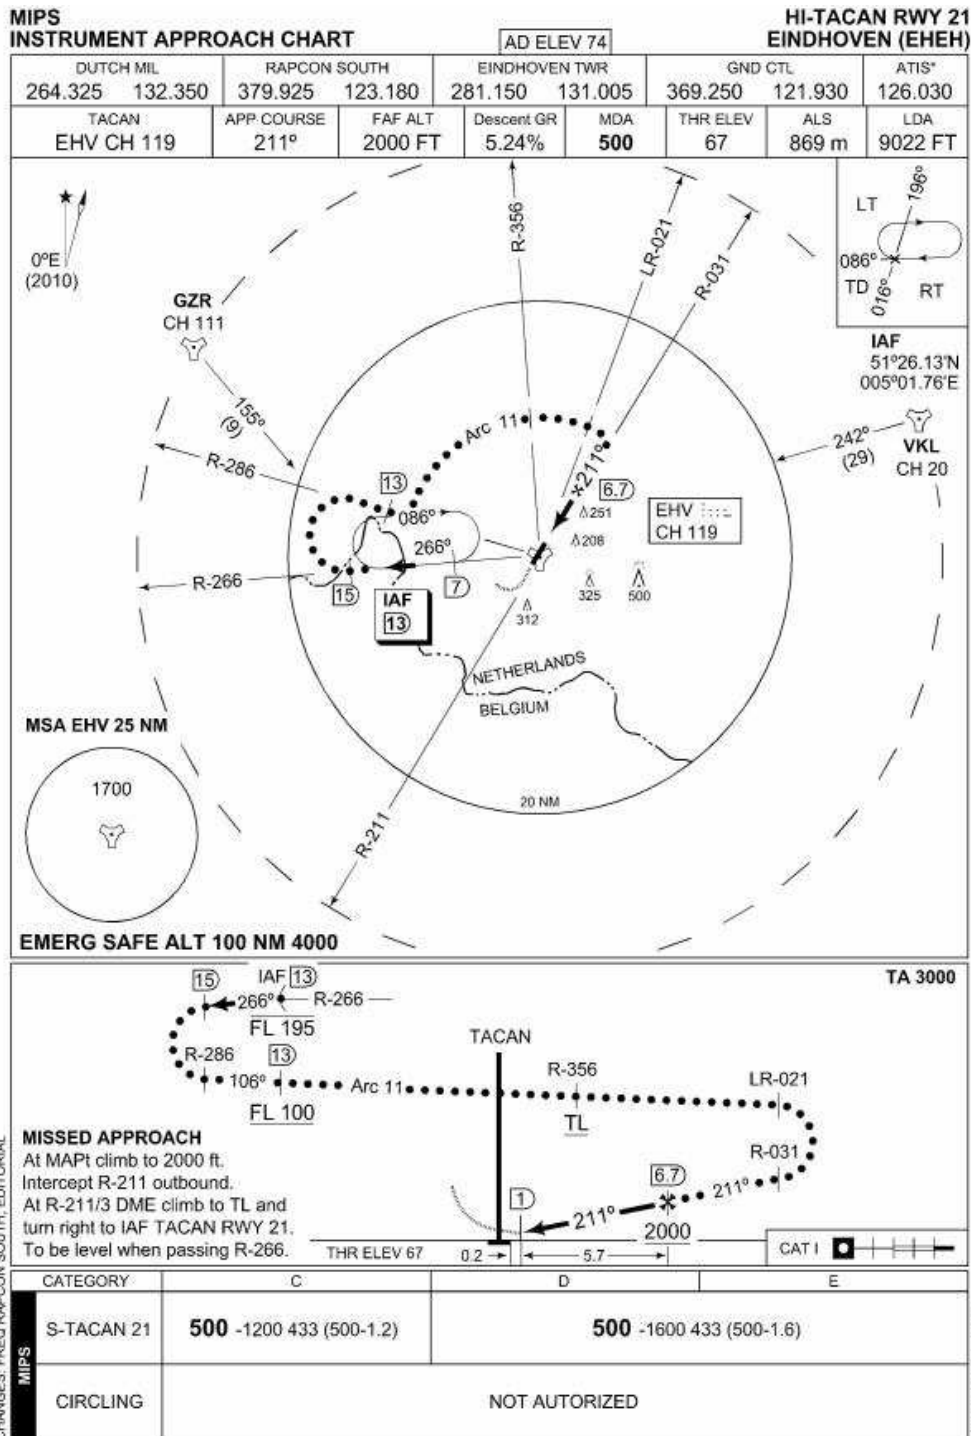 MIPS
INSTRUMENT APPROACH CHART
AD ELEV 74
HI-TACAN RWY 21
EINDHOVEN (EHEH)
DUTCH MIL
264.325 132.350
RAPCON SOUTH
379.925 123.180
EINDHOVEN TWR
281.150 131.005
GND CTL
369.250 121.930
ATIS*
126.030
TACAN
EHV CH 119
APP COURSE
211º
FAF ALT
2000 FT
Descent GR
5.24%
MDA
500
THR ELEV
67
ALS
869 m
LDA
9022 FT
0ºE
(2010)
R-356
LR-021
R-031
LT
196º
086º
TD
016º
RT
GZR
CH 111
IAF
51º26.13'N
005º01.76'E
155º
(9)
R-286
Arc 11
211º
6.7
242º
(29)
VKL
CH 20
13
086º
251
EHV
CH 119
266º
208
R-266
15
IAF
13
7
325
500
312
NETHERLANDS
BELGIUM
MSA EHV 25 NM
1700
20 NM
R-211
EMERG SAFE ALT 100 NM 4000
TA 3000
15
IAF 13
266º
R-266
FL 195
TACAN
R-286
13
106º
Arc 11
R-356
LR-021
FL 100
TL
MISSED APPROACH
At MAPt climb to 2000 ft.
Intercept R-211 outbound.
At R-211/3 DME climb to TL and
turn right to IAF TACAN RWY 21.
To be level when passing R-266.
R-031
6.7
211º
1
211º
2000
THR ELEV 67
0.2
5.7
CAT I
CATEGORY
C
D
E
MIPS
S-TACAN 21
500 -1200 433 (500-1.2)
500 -1600 433 (500-1.6)
CIRCLING
NOT AUTORIZED
CHANGES: FREQ RAPCON SOUTH, EDITORIAL